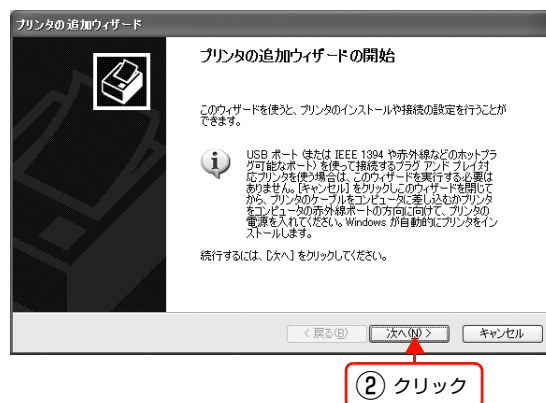 プリンタの追加ウィザード
プリンタの追加ウィザードの開始
このウィザードを使うと、プリンタのインストールや接続の設定を行うことが
できます。
USB ポート (または IEEE 1394 や赤外線などのホットプラ
グ可能なポート) を使って接続するプラグ アンド プレイ対
応プリンタを使う場合は、このウィザードを実行する必要は
ありません。[キャンセル] をクリックしこのウィザードを閉じて
から、プリンタのケーブルをコンピュータに差し込むかプリンタ
をコンピュータの赤外線ポートの方向に向けて、プリンタの
電源を入れてください。Windows が自動的にプリンタをイン
ストールします。
続行するには、[次へ] をクリックしてください。
< 戻る(B)
次へ(N) >
キャンセル
② クリック